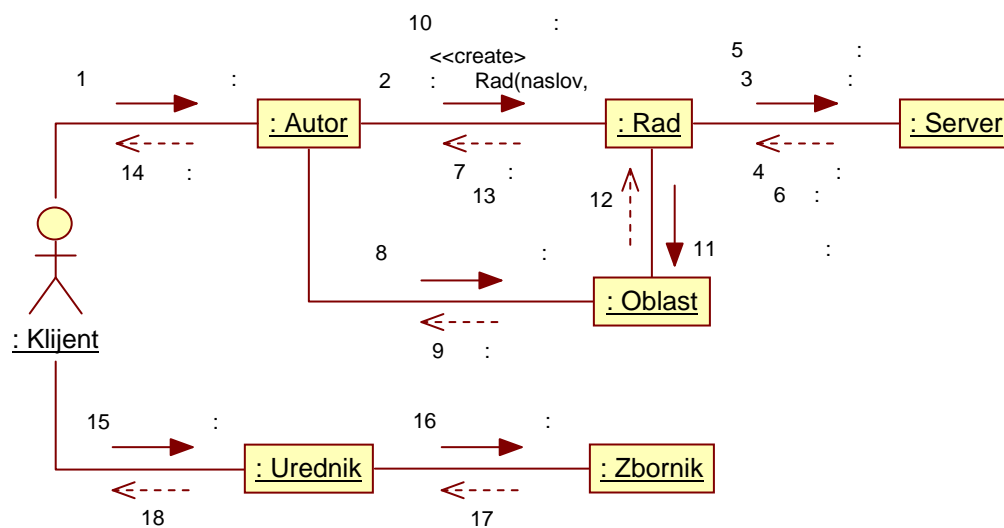 10 :
<<create>
5 :
1 :
2 : Rad(naslov,
3 :
: Autor
: Rad
: Server
14 :
7 :
13 :
12
4 :
6 :
8 :
11 :
: Oblast
9 :
: Klijent
15 :
16 :
: Urednik
: Zbornik
18
17